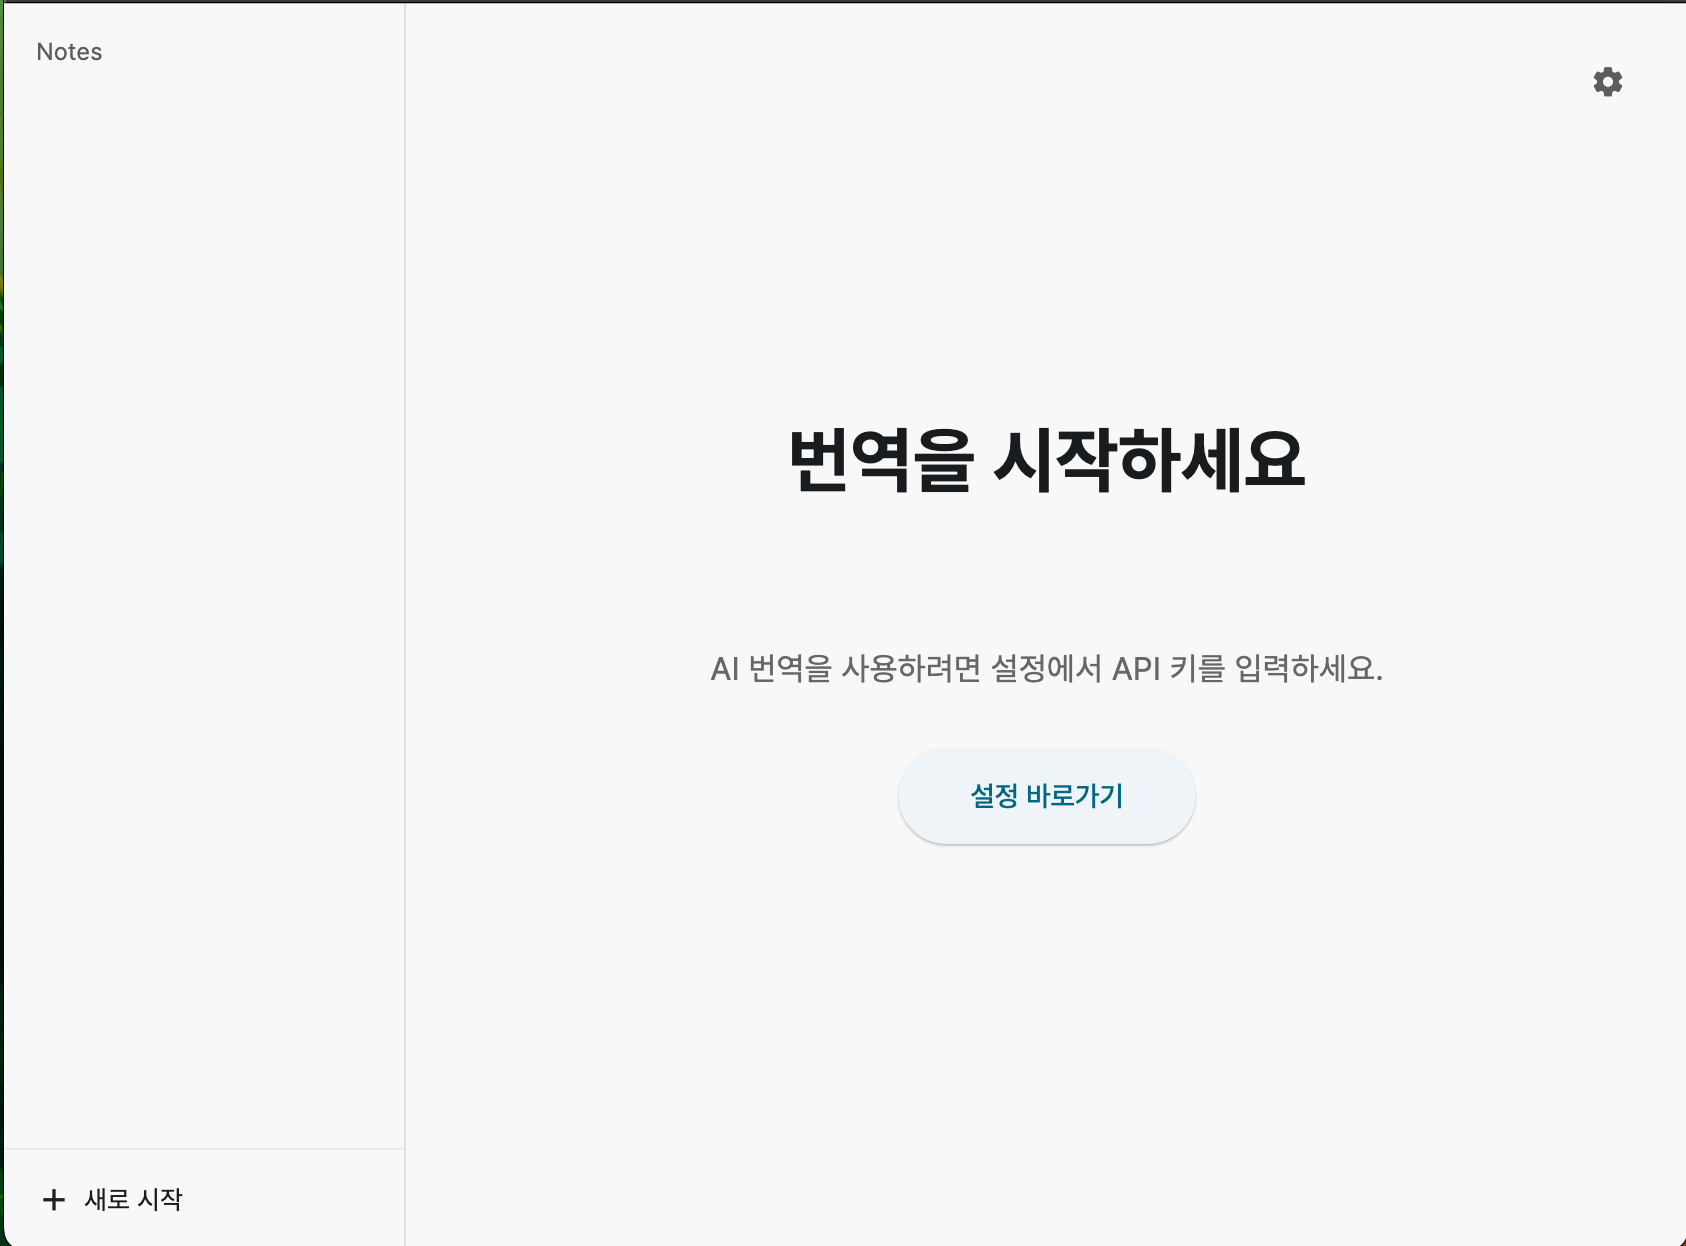 Notes
번역을 시작하세요
AI 번역을 사용하려면 설정에서 API 키를 입력하세요.
설정 바로가기
+ 새로 시작